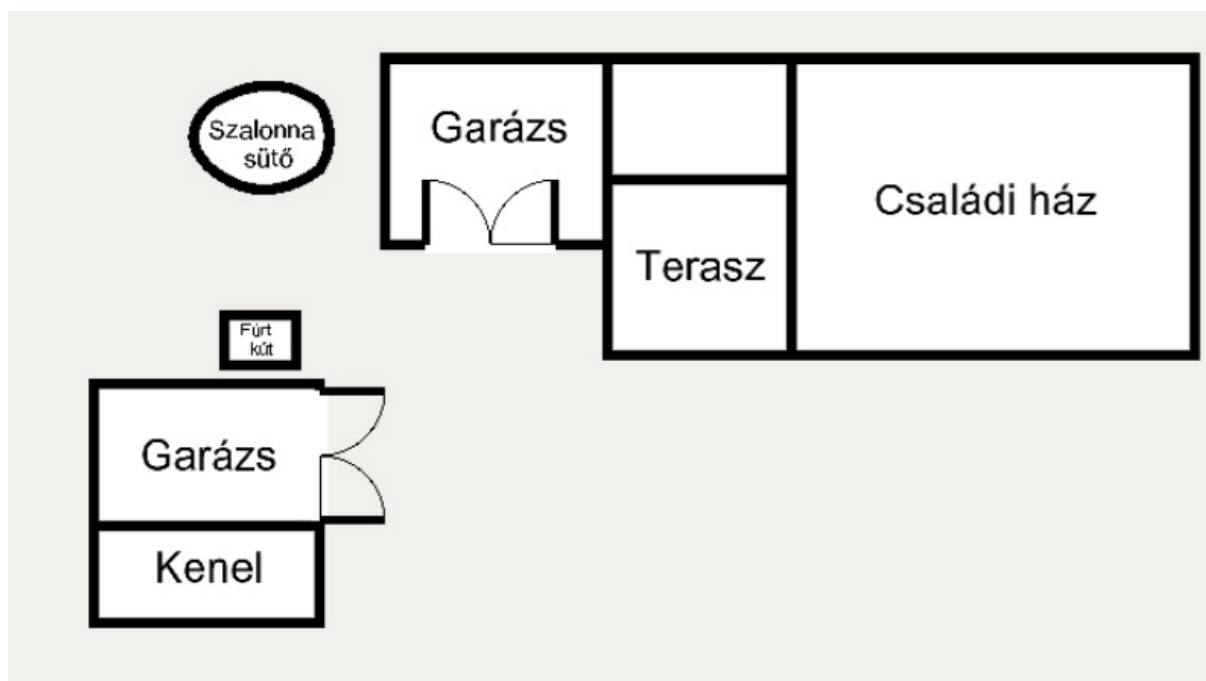 Szalonna
sütő
Garázs
Családi ház
Terasz
Fúrt
kút
Garázs
Kenel